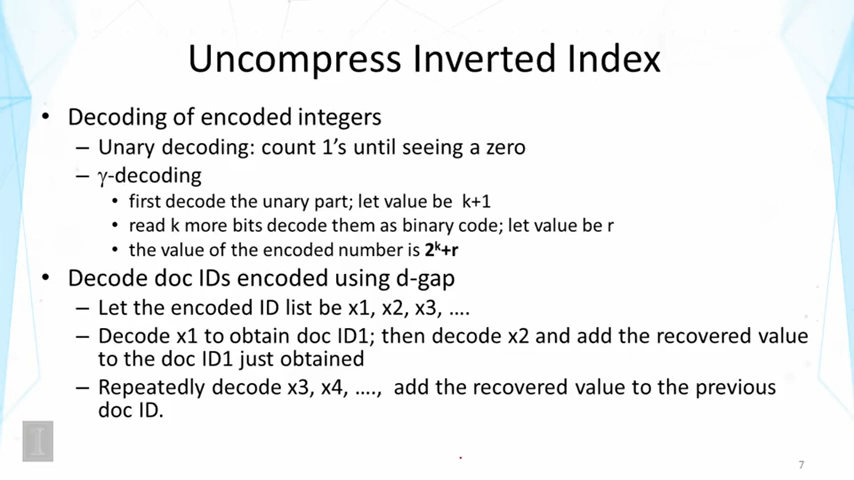 Uncompress Inverted Index
• Decoding of encoded integers
– Unary decoding: count 1's until seeing a zero
– γ-decoding
• first decode the unary part; let value be k+1
• read k more bits decode them as binary code; let value be r
• the value of the encoded number is 2ᵏ+r
• Decode doc IDs encoded using d-gap
– Let the encoded ID list be x1, x2, x3, ....
– Decode x1 to obtain doc ID1; then decode x2 and add the recovered value
to the doc ID1 just obtained
– Repeatedly decode x3, x4, ...., add the recovered value to the previous
doc ID.
I
7